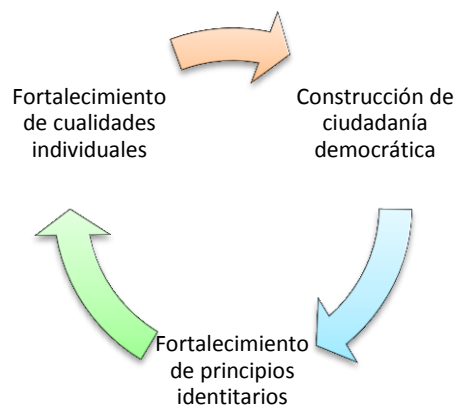 Fortalecimiento
de cualidades
individuales
Construcción de
ciudadanía
democrática
Fortalecimiento
de principios
identitarios